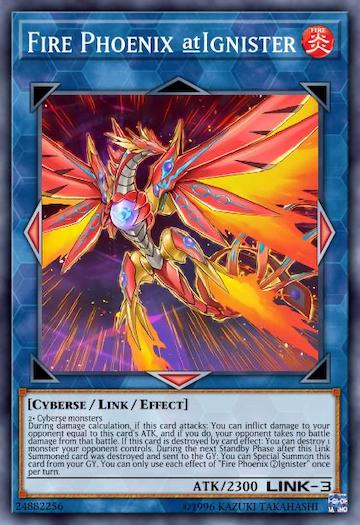 Fire Phoenix @Ignister
FIRE
炎
[Cyberse / Link / Effect]
2+ Cyberse monsters
During damage calculation, if this card attacks: You can inflict damage to your
opponent equal to this card's ATK, and if you do, your opponent takes no battle
damage from that battle. If this card is destroyed by card effect: You can destroy 1
monster your opponent controls. During the next Standby Phase after this Link
Summoned card was destroyed and sent to the GY: You can Special Summon this
card from your GY. You can only use each effect of "Fire Phoenix @Ignister" once
per turn.
ATK/2300 LINK-3
24882256
©1996 KAZUKI TAKAHASHI